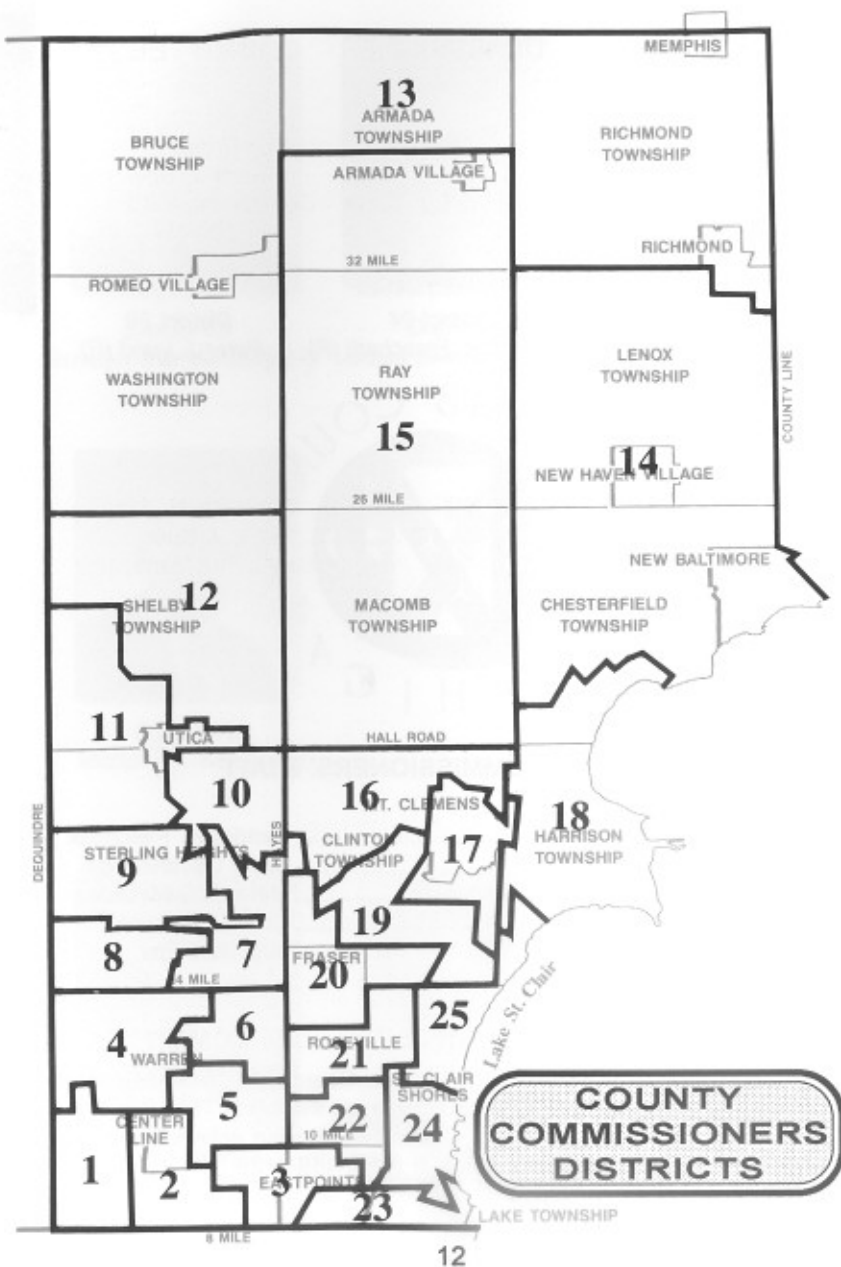 MEMPHIS
13
ARMADA
TOWNSHIP
BRUCE
TOWNSHIP
RICHMOND
TOWNSHIP
ARMADA VILLAGE
RICHMOND
32 MILE
ROMEO VILLAGE
WASHINGTON
TOWNSHIP
RAY
TOWNSHIP
15
LENOX
TOWNSHIP
COUNTY LINE
14
NEW HAVEN VILLAGE
26 MILE
NEW BALTIMORE
12
SHELBY
TOWNSHIP
MACOMB
TOWNSHIP
CHESTERFIELD
TOWNSHIP
11
UTICA
HALL ROAD
10
16
MT. CLEMENS
18
HARRISON
TOWNSHIP
DEQUINDRE
HAYES
STERLING HEIGHTS
9
CLINTON
TOWNSHIP
17
19
8
7
14 MILE
FRASER
20
25
Lake St. Clair
4
WARREN
6
ROSEVILLE
21
ST. CLAIR
SHORES
5
CENTER
LINE
22
10 MILE
24
COUNTY
COMMISSIONERS
DISTRICTS
1
2
EASTPOINTE
3
23
LAKE TOWNSHIP
8 MILE
12